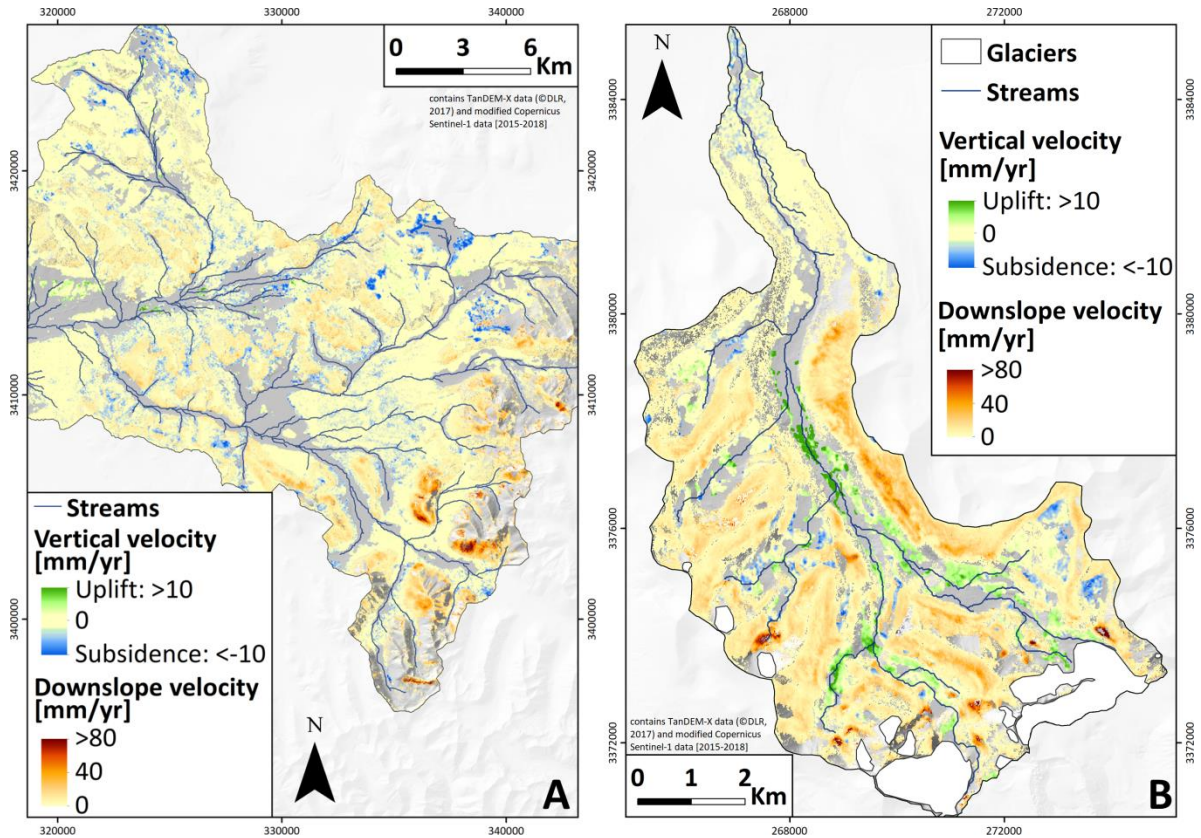 320000 330000 340000
0 3 6
Km
contains TanDEM-X data (©DLR,
2017) and modified Copernicus
Sentinel-1 data [2015-2018]
3420000
3410000
3400000
3420000
3410000
3400000
Streams
Vertical velocity
[mm/yr]
Uplift: >10
0
Subsidence: <-10
Downslope velocity
[mm/yr]
>80
40
0
N
A
320000 330000 340000
268000 272000
N
Glaciers
Streams
Vertical velocity
[mm/yr]
Uplift: >10
0
Subsidence: <-10
Downslope velocity
[mm/yr]
>80
40
0
3384000
3380000
3376000
3372000
3384000
3380000
3376000
3372000
contains TanDEM-X data (©DLR,
2017) and modified Copernicus
Sentinel-1 data [2015-2018]
0 1 2
Km
B
268000 272000